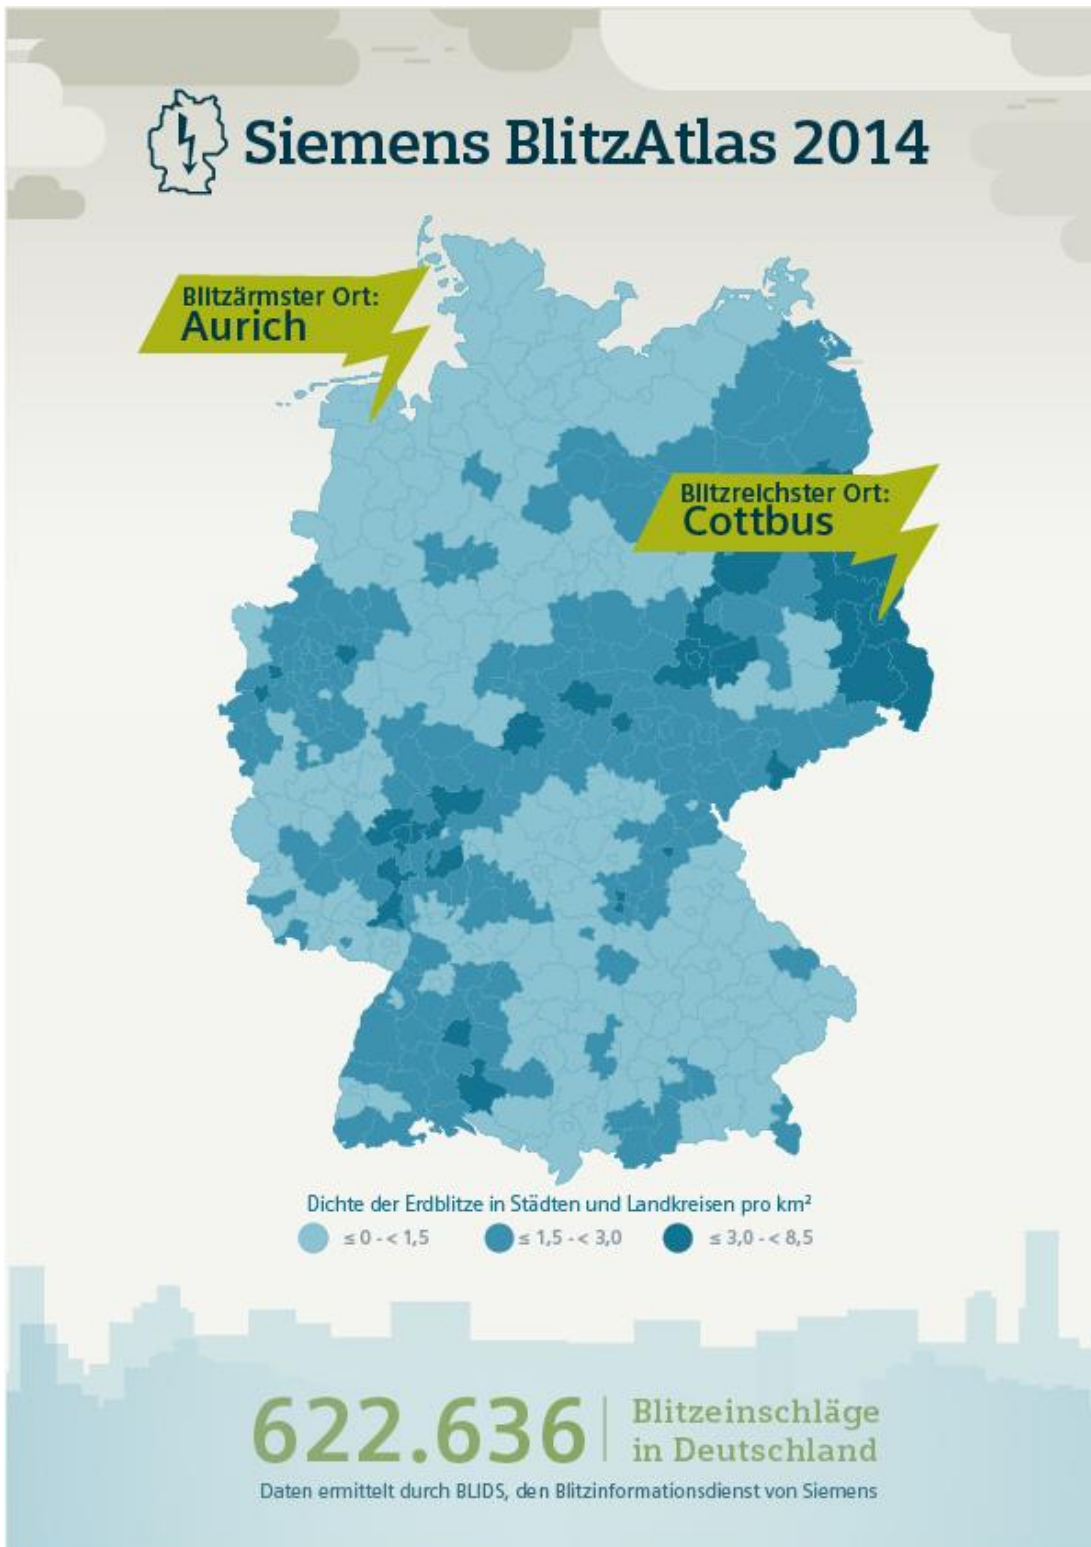 Siemens BlitzAtlas 2014
Blitzärmster Ort:
Aurich
Blitzreichster Ort:
Cottbus
Dichte der Erdblitze in Städten und Landkreisen pro km²
≤ 0 - < 1,5
≤ 1,5 - < 3,0
≤ 3,0 - < 8,5
622.636
Blitzeinschläge
in Deutschland
Daten ermittelt durch BLIDS, den Blitzinformationsdienst von Siemens